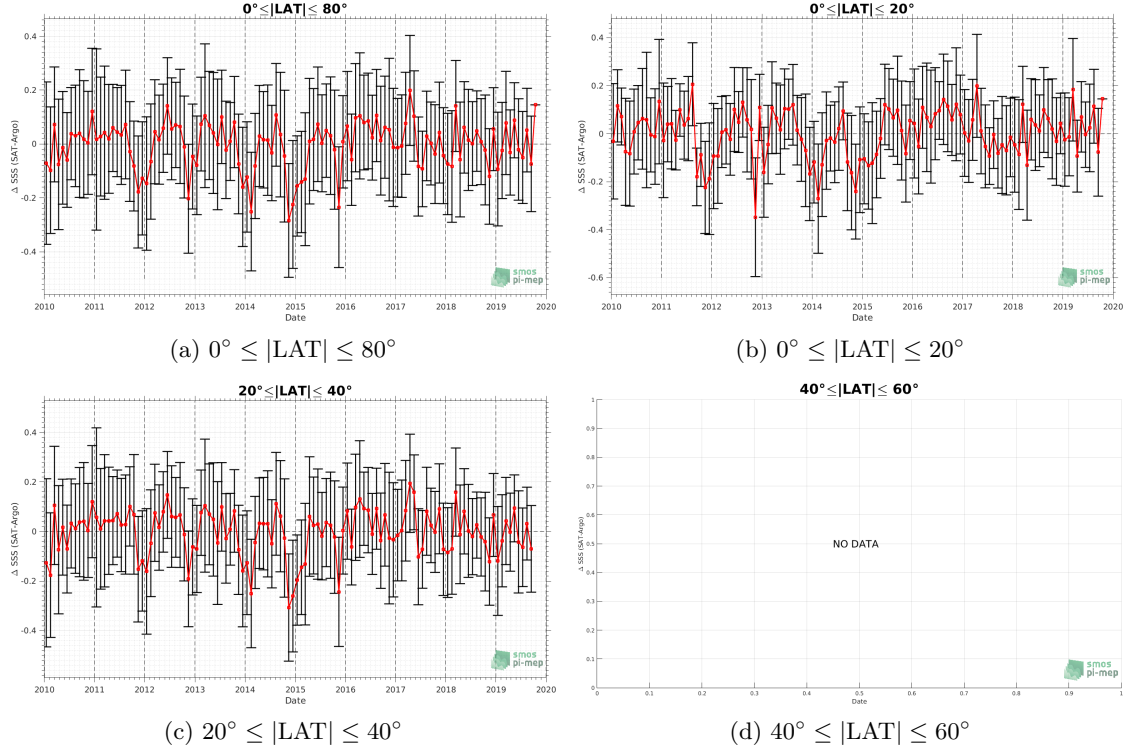 0°≤|LAT|≤ 80°
Δ SSS (SAT-Argo)
0.4
0.2
0
-0.2
-0.4
2010 2011 2012 2013 2014 2015 2016 2017 2018 2019 2020
Date
smos
pi-mep
(a) 0° ≤ |LAT| ≤ 80°
0°≤|LAT|≤ 20°
Δ SSS (SAT-Argo)
0.4
0.2
0
-0.2
-0.4
-0.6
2010 2011 2012 2013 2014 2015 2016 2017 2018 2019 2020
Date
smos
pi-mep
(b) 0° ≤ |LAT| ≤ 20°
20°≤|LAT|≤ 40°
Δ SSS (SAT-Argo)
0.4
0.2
0
-0.2
-0.4
2010 2011 2012 2013 2014 2015 2016 2017 2018 2019 2020
Date
smos
pi-mep
(c) 20° ≤ |LAT| ≤ 40°
40°≤|LAT|≤ 60°
Δ SSS (SAT-Argo)
1
0.9
0.8
0.7
0.6
0.5
0.4
0.3
0.2
0.1
0
NO DATA
0 0.1 0.2 0.3 0.4 0.5 0.6 0.7 0.8 0.9 1
Date
smos
pi-mep
(d) 40° ≤ |LAT| ≤ 60°